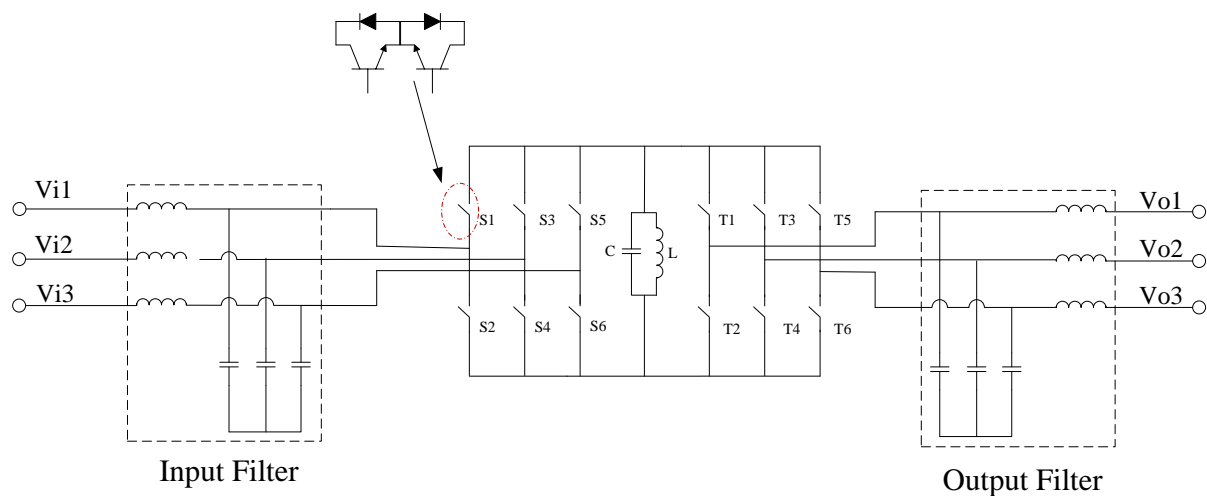 Vi1
Vi2
Vi3
S1
S3
S5
S2
S4
S6
C
L
T1
T3
T5
T2
T4
T6
Vo1
Vo2
Vo3
Input Filter
Output Filter